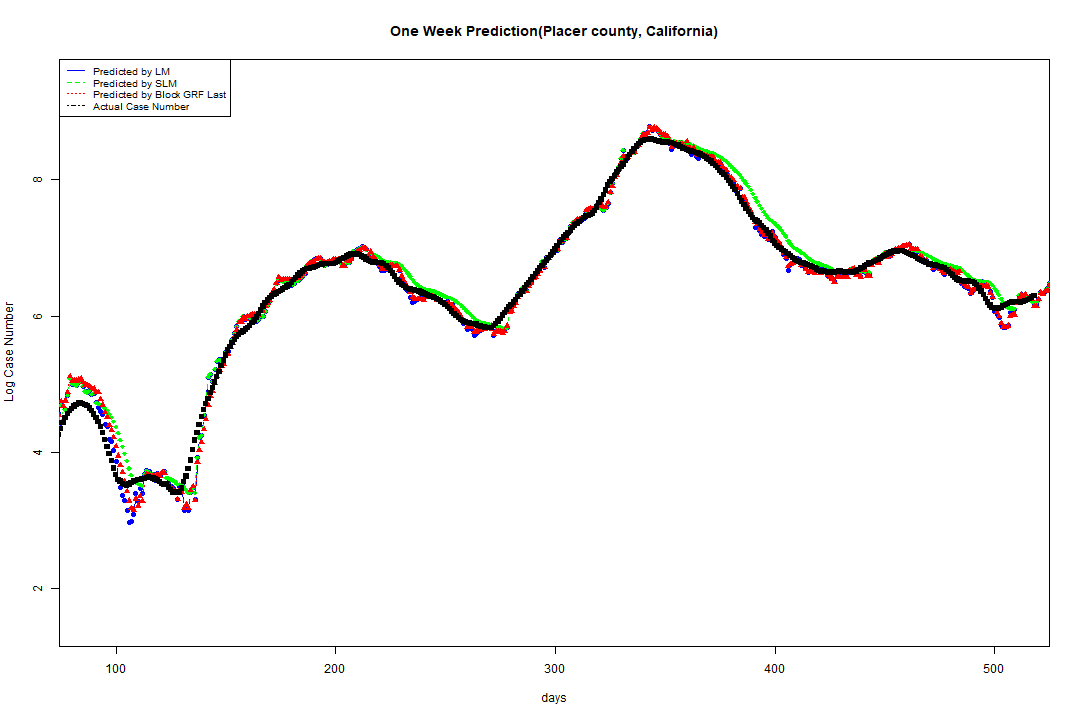 One Week Prediction(Placer county, California)
Predicted by LM
Predicted by SLM
Predicted by Block GRF Last
Actual Case Number
8
6
4
2
Log Case Number
100 200 300 400 500
days